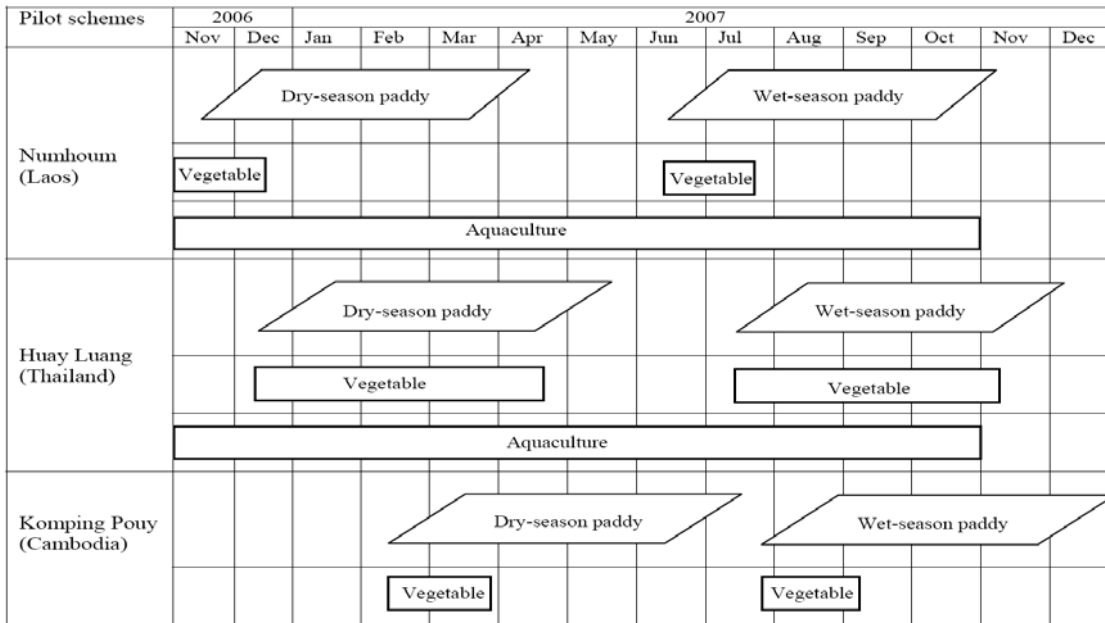 Pilot schemes 2006 2007
Nov Dec Jan Feb Mar Apr May Jun Jul Aug Sep Oct Nov Dec
Dry-season paddy Wet-season paddy
Numhoum
(Laos)
Vegetable Vegetable
Aquaculture
Dry-season paddy Wet-season paddy
Huay Luang
(Thailand)
Vegetable Vegetable
Aquaculture
Dry-season paddy Wet-season paddy
Komping Pouy
(Cambodia)
Vegetable Vegetable